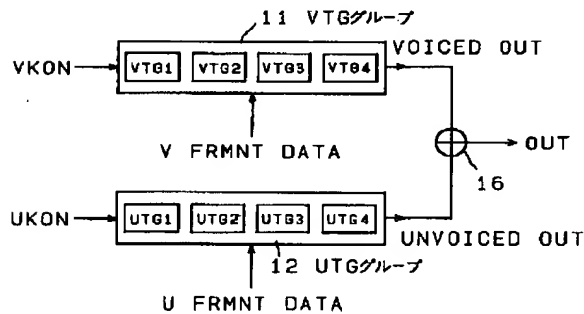 11 VTGグループ
VOICED OUT
VKON
VTG1 VTG2 VTG3 VTG4
V FRMNT DATA
OUT
16
UKON
UTG1 UTG2 UTG3 UTG4
UNVOICED OUT
12 UTGグループ
U FRMNT DATA